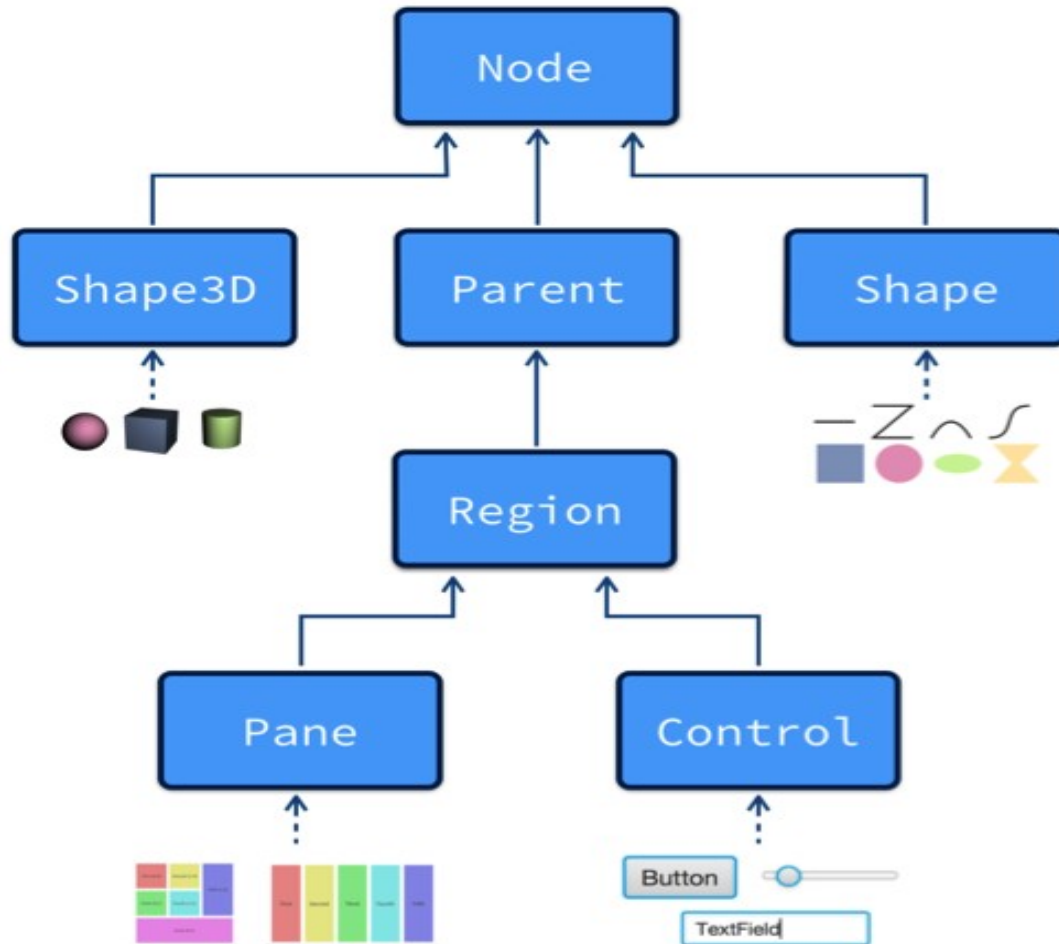 Node
Shape3D
Parent
Shape
Region
Pane
Control
Button
TextField